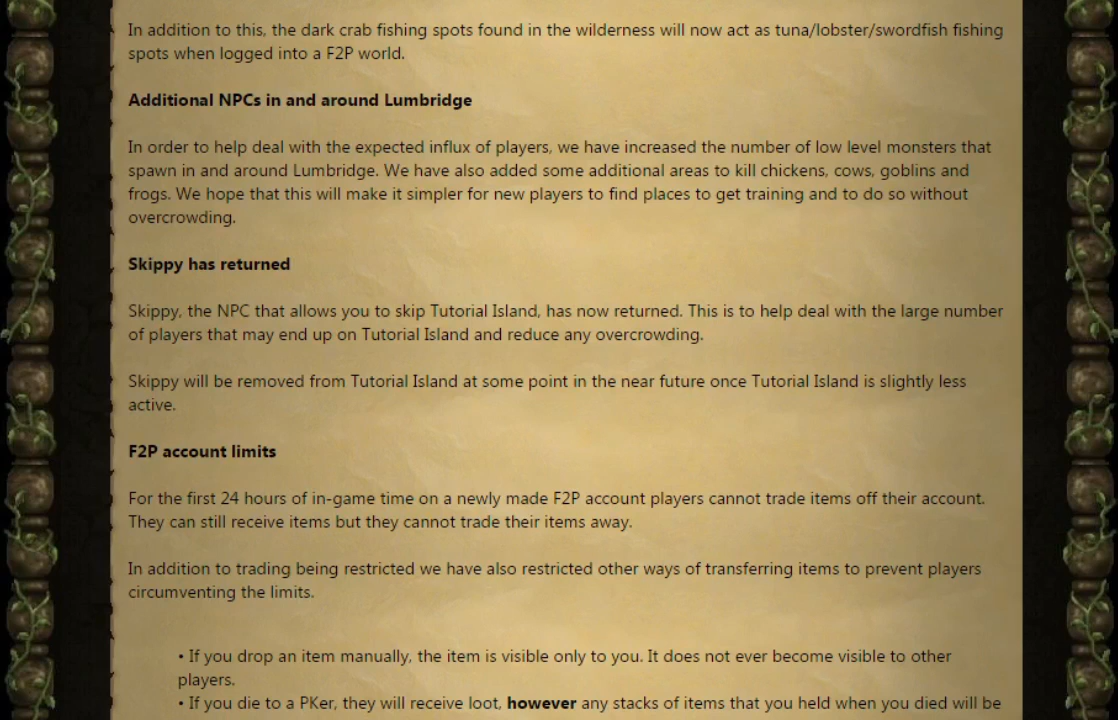 In addition to this, the dark crab fishing spots found in the wilderness will now act as tuna/lobster/swordfish fishing
spots when logged into a F2P world.
Additional NPCs in and around Lumbridge
In order to help deal with the expected influx of players, we have increased the number of low level monsters that
spawn in and around Lumbridge. We have also added some additional areas to kill chickens, cows, goblins and
frogs. We hope that this will make it simpler for new players to find places to get training and to do so without
overcrowding.
Skippy has returned
Skippy, the NPC that allows you to skip Tutorial Island, has now returned. This is to help deal with the large number
of players that may end up on Tutorial Island and reduce any overcrowding.
Skippy will be removed from Tutorial Island at some point in the near future once Tutorial Island is slightly less
active.
F2P account limits
For the first 24 hours of in-game time on a newly made F2P account players cannot trade items off their account.
They can still receive items but they cannot trade their items away.
In addition to trading being restricted we have also restricted other ways of transferring items to prevent players
circumventing the limits.
• If you drop an item manually, the item is visible only to you. It does not ever become visible to other
players.
• If you die to a PKer, they will receive loot, however any stacks of items that you held when you died will be